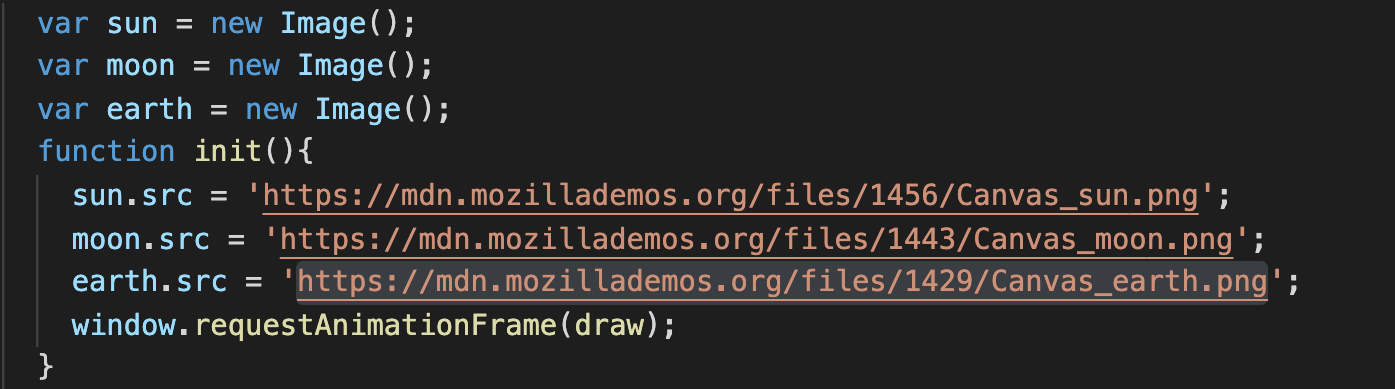 var sun = new Image();
var moon = new Image();
var earth = new Image();
function init(){
  sun.src = 'https://mdn.mozillademos.org/files/1456/Canvas_sun.png';
  moon.src = 'https://mdn.mozillademos.org/files/1443/Canvas_moon.png';
  earth.src = 'https://mdn.mozillademos.org/files/1429/Canvas_earth.png';
  window.requestAnimationFrame(draw);
}